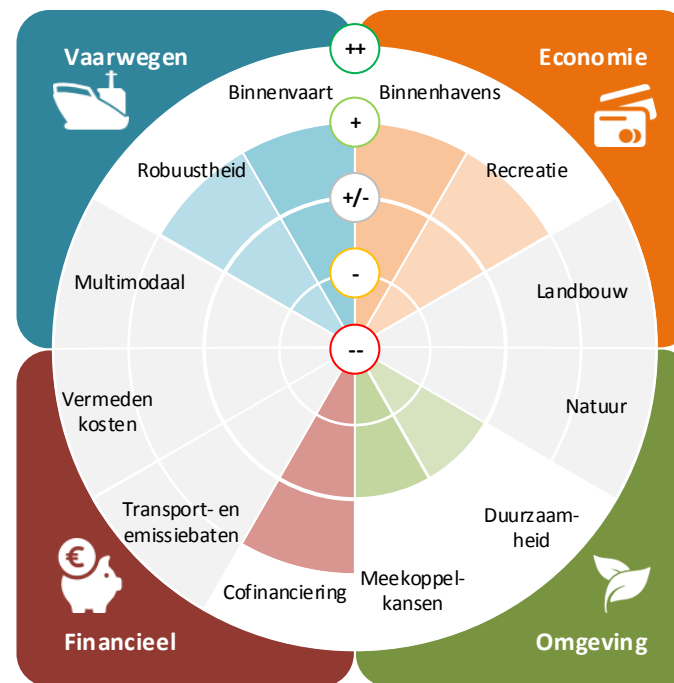 Vaarwegen
++
Economie
Binnenvaart
Binnenhavens
+
Robuustheid
Recreatie
+/-
Multimodaal
-
Landbouw
--
Vermeden
kosten
Natuur
Transport- en
emissiebaten
Duurzaam-
heid
Cofinanciering
Meekoppel-
kansen
€
Financieel
Omgeving